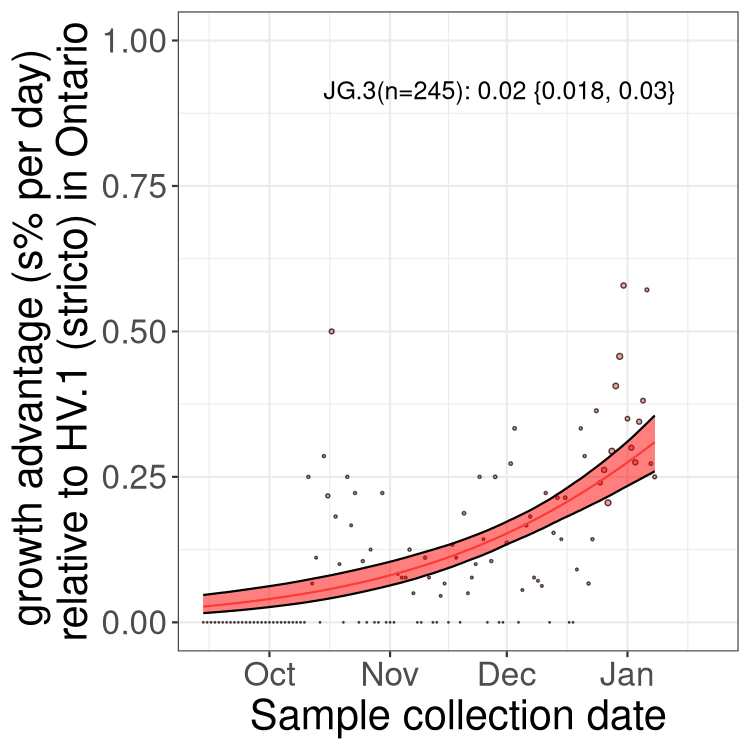 growth advantage (s% per day)
relative to HV.1 (stricto) in Ontario
1.00
0.75
0.50
0.25
0.00
JG.3(n=245): 0.02 {0.018, 0.03}
Oct Nov Dec Jan
Sample collection date